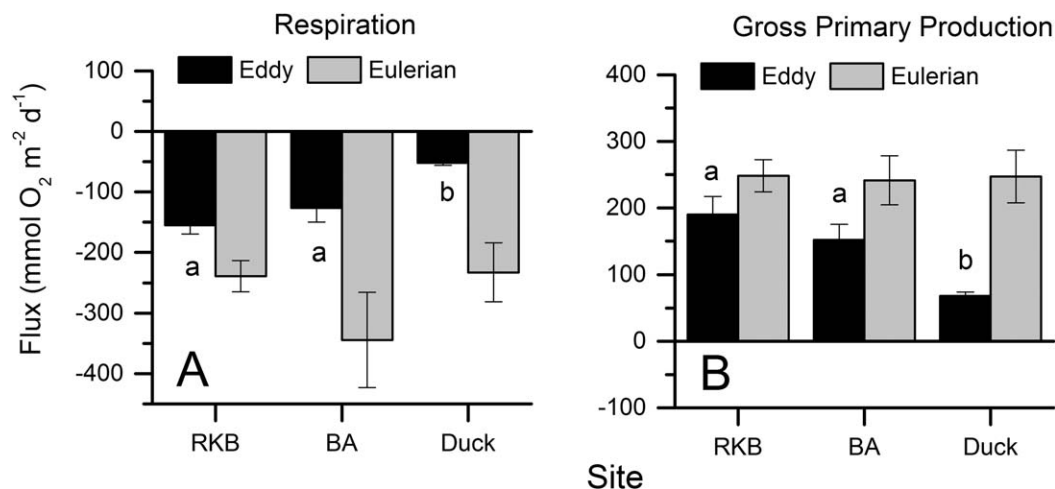 Respiration
Gross Primary Production
Flux (mmol O₂ m⁻² d⁻¹)
100
0
-100
-200
-300
-400
Eddy
Eulerian
a
a
b
A
RKB
BA
Duck
400
300
200
100
0
-100
Eddy
Eulerian
a
a
b
B
RKB
BA
Duck
Site